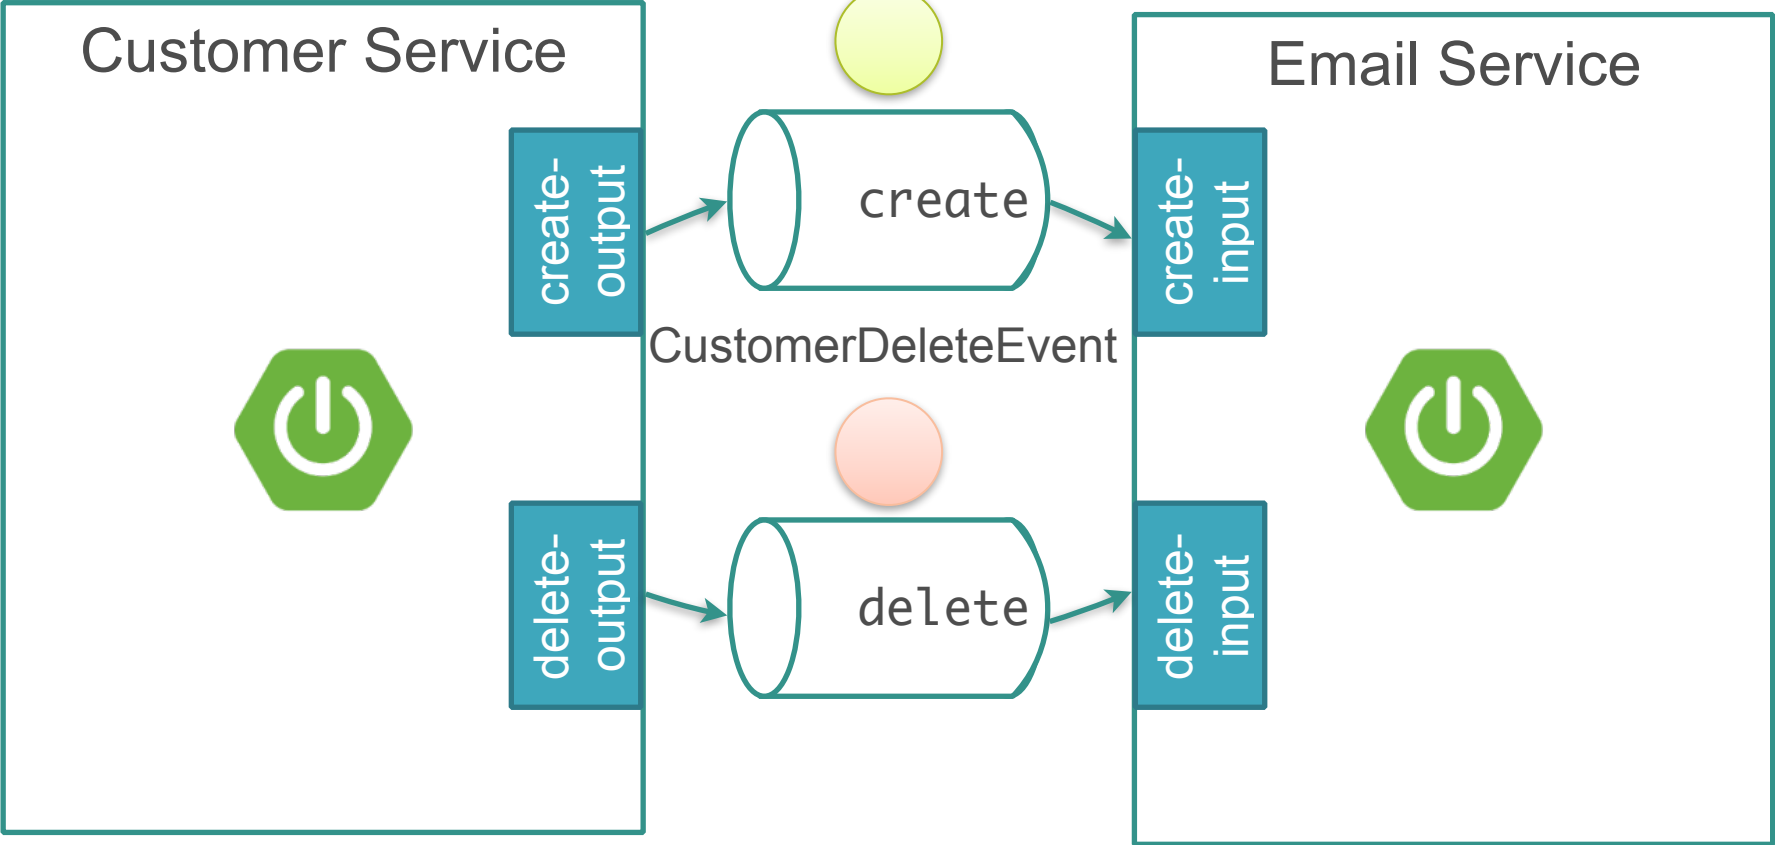 Customer Service
Email Service
create-
output
create
create-
input
CustomerDeleteEvent
delete-
output
delete
delete-
input